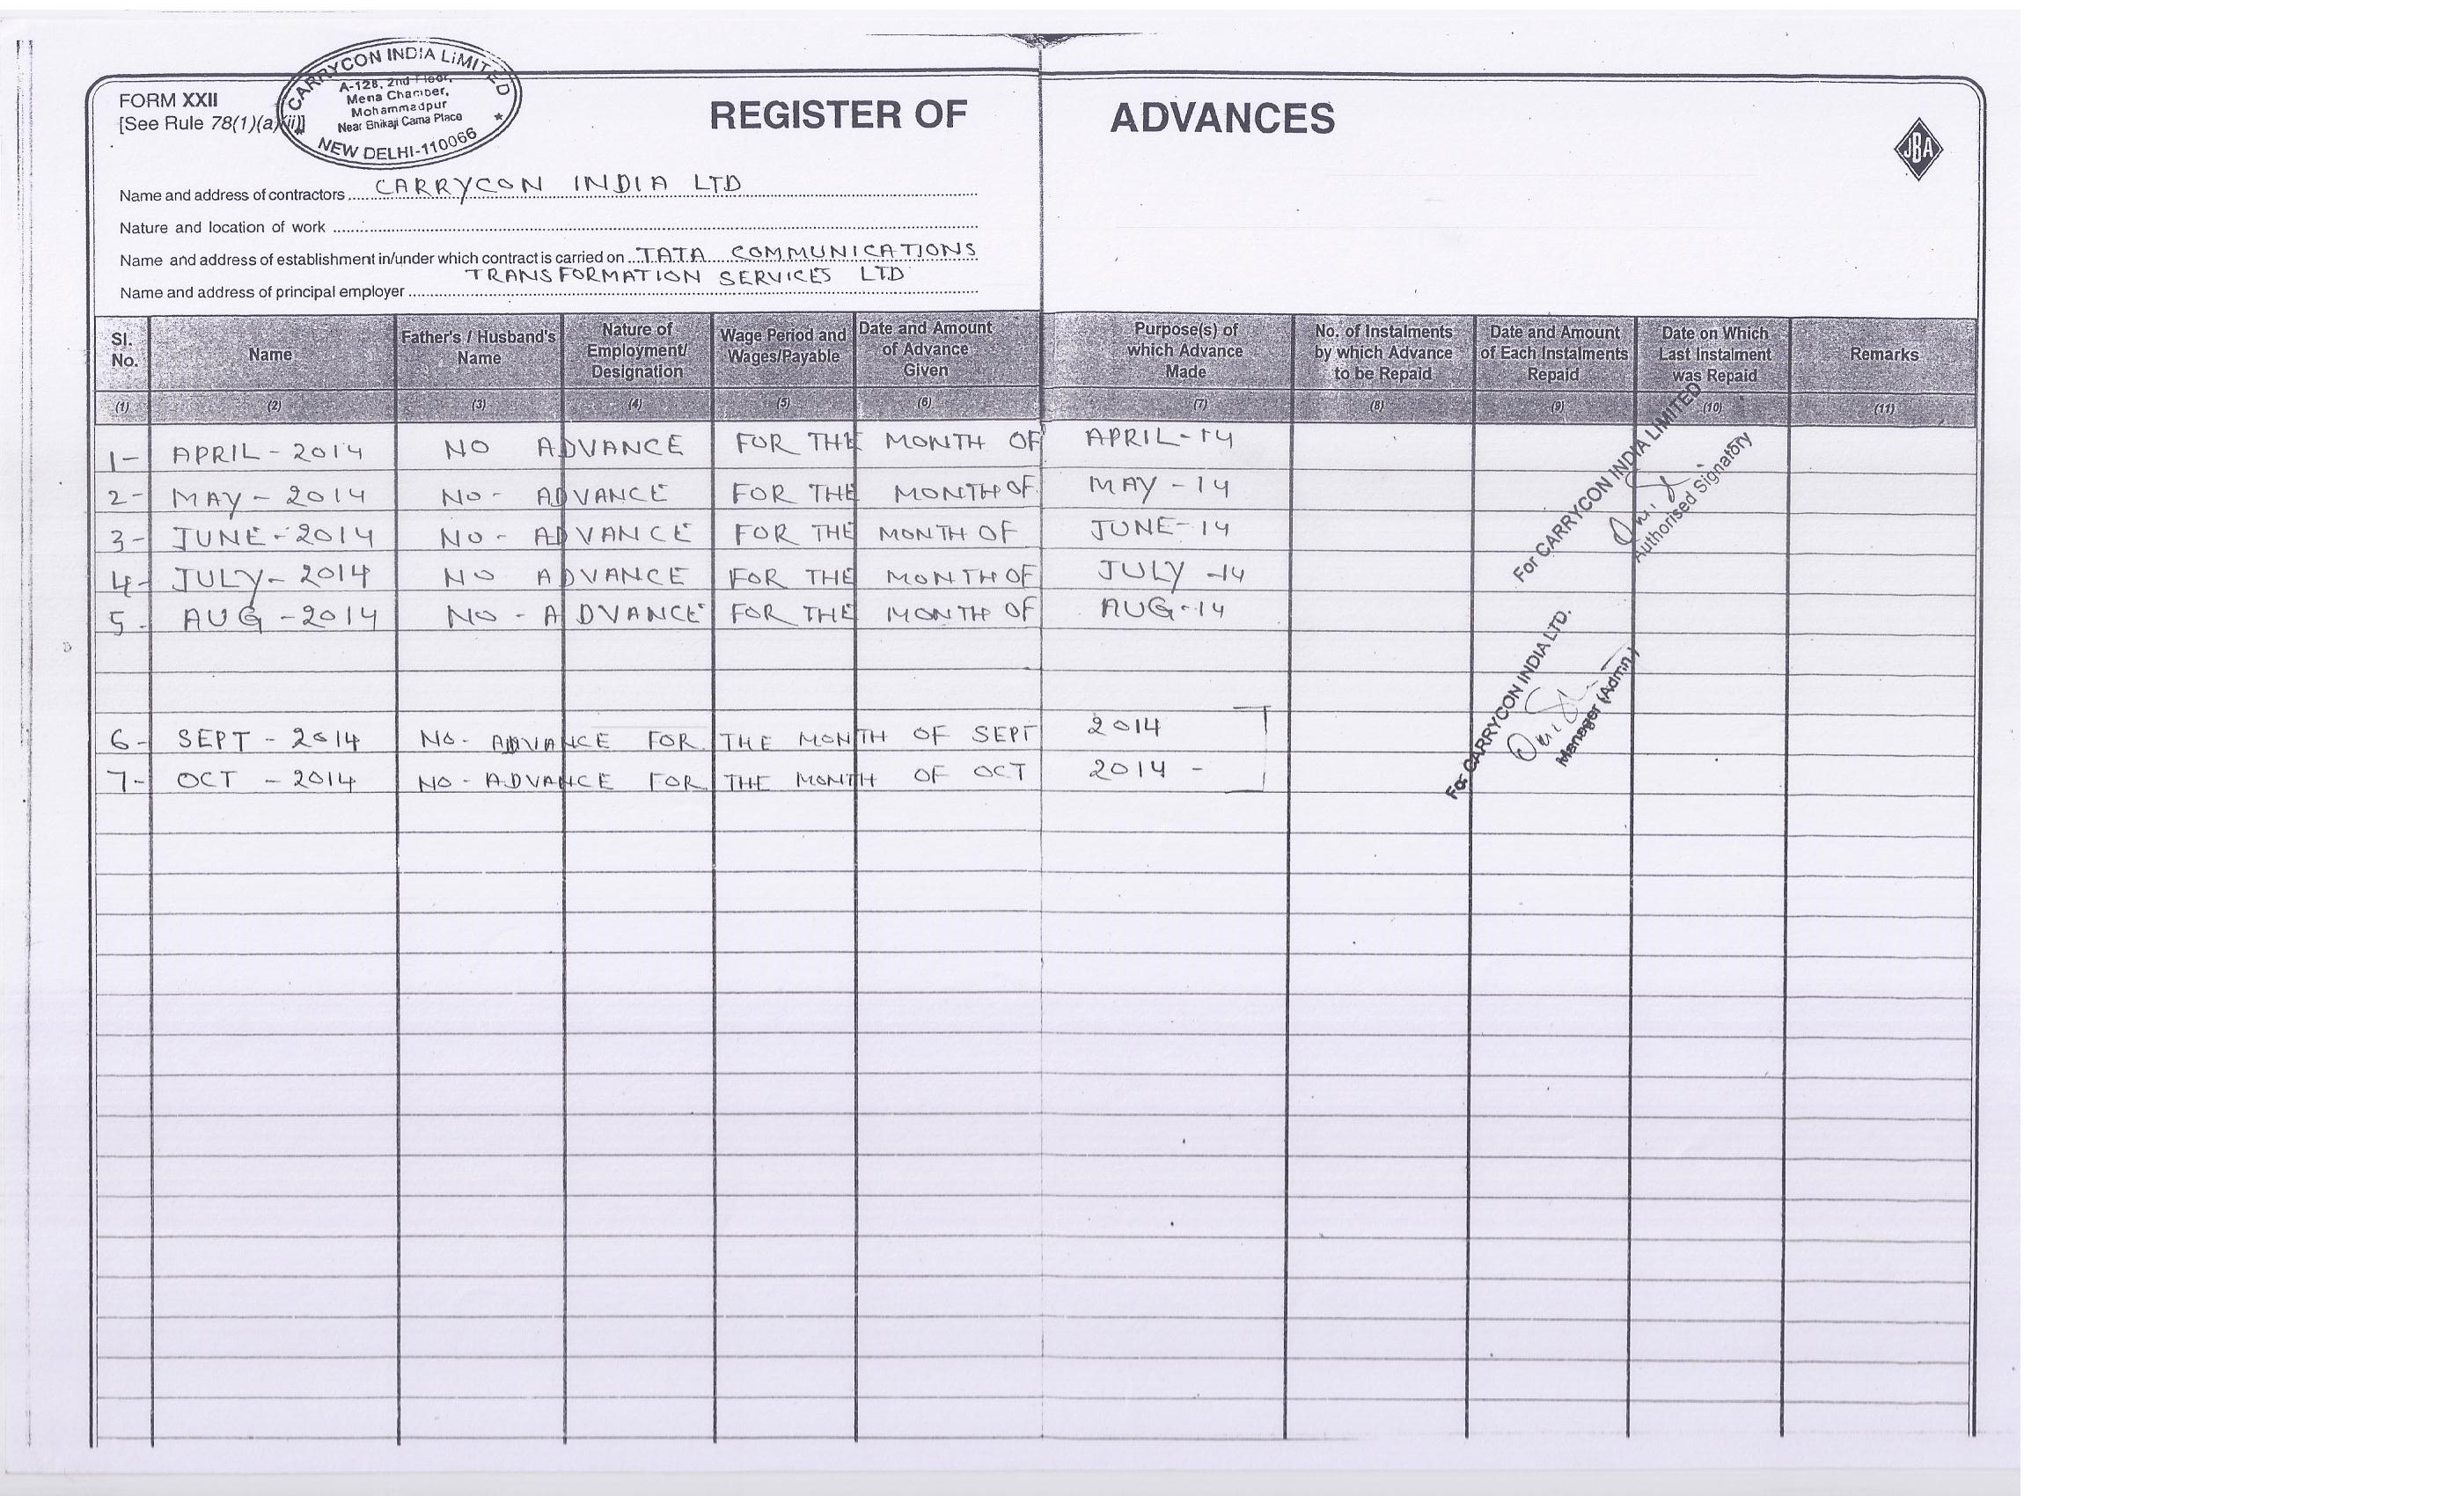 CARRYCON INDIA LIMITED
A-128, 2nd Floor,
Mena Chamber,
Mohammadpur
Near Bhikaji Cama Place
NEW DELHI-110066
FORM XXII
[See Rule 78(1)(a)(ii)]
REGISTER OF ADVANCES
JBA
Name and address of contractors CARRYCON INDIA LTD
Nature and location of work
Name and address of establishment in/under which contract is carried on TATA COMMUNICATIONS
TRANSFORMATION SERVICES LTD
Name and address of principal employer
Sl. No. Name Father's / Husband's Name Nature of Employment/ Designation Wage Period and Wages/Payable Date and Amount of Advance Given Purpose(s) of which Advance Made No. of Instalments by which Advance to be Repaid Date and Amount of Each Instalments Repaid Date on Which Last Instalment was Repaid Remarks
(1) (2) (3) (4) (5) (6) (7) (8) (9) (10) (11)
1- APRIL - 2014 NO ADVANCE FOR THE MONTH OF APRIL-14
2- MAY - 2014 NO- ADVANCE FOR THE MONTH OF MAY - 14
3- JUNE - 2014 NO- ADVANCE FOR THE MONTH OF JUNE-14
4- JULY - 2014 NO ADVANCE FOR THE MONTH OF JULY -14
5- AUG - 2014 NO - ADVANCE FOR THE MONTH OF AUG-14
For CARRYCON INDIA LIMITED
Authorised Signatory
6- SEPT - 2014 NO- ADVANCE FOR THE MONTH OF SEPT 2014
7- OCT - 2014 NO - ADVANCE FOR THE MONTH OF OCT 2014 -
For CARRYCON INDIA LTD.
Manager (Admn.)